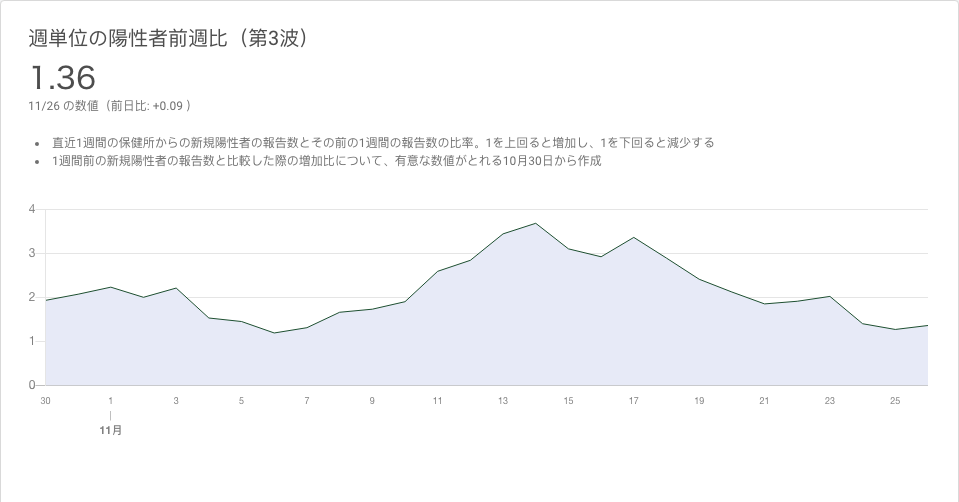 週単位の陽性者前週比（第3波）
1.36
11/26 の数値（前日比: +0.09 ）
• 直近1週間の保健所からの新規陽性者の報告数とその前の1週間の報告数の比率。1を上回ると増加し、1を下回ると減少する
• 1週間前の新規陽性者の報告数と比較した際の増加比について、有意な数値がとれる10月30日から作成
4
3
2
1
0
30 1 3 5 7 9 11 13 15 17 19 21 23 25
11月